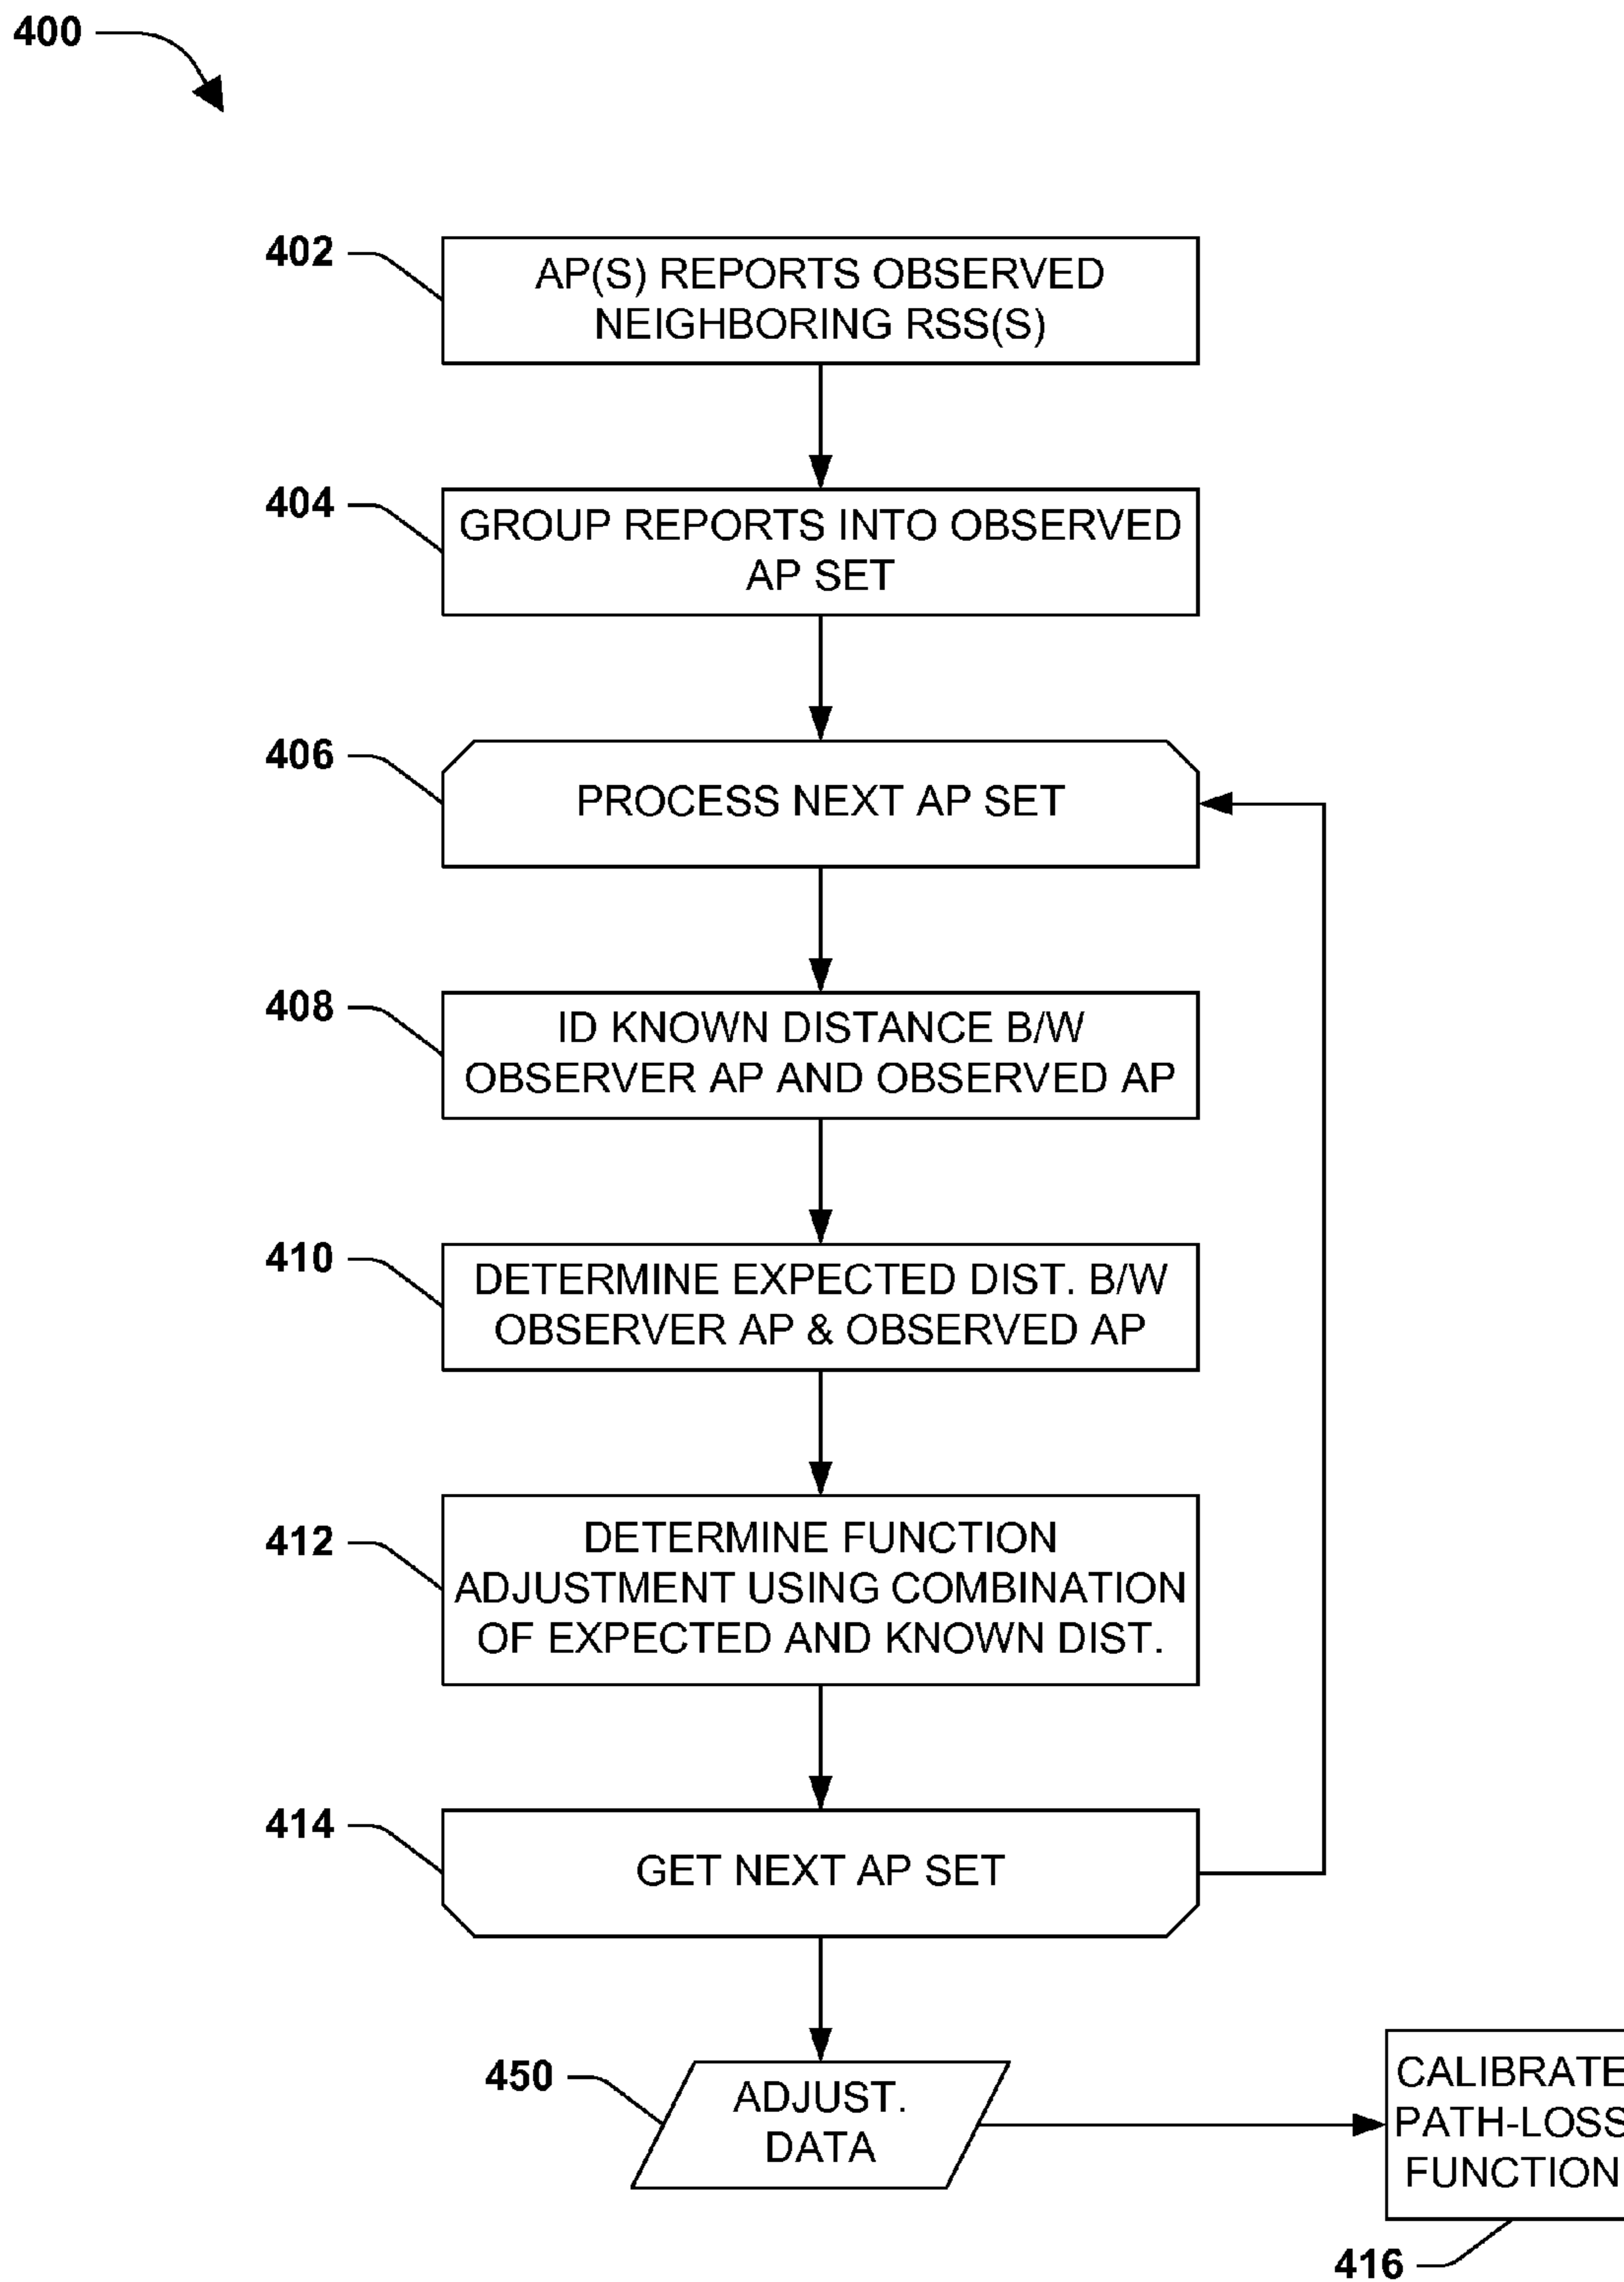 400
402
AP(S) REPORTS OBSERVED
NEIGHBORING RSS(S)
404
GROUP REPORTS INTO OBSERVED
AP SET
406
PROCESS NEXT AP SET
408
ID KNOWN DISTANCE B/W
OBSERVER AP AND OBSERVED AP
410
DETERMINE EXPECTED DIST. B/W
OBSERVER AP & OBSERVED AP
412
DETERMINE FUNCTION
ADJUSTMENT USING COMBINATION
OF EXPECTED AND KNOWN DIST.
414
GET NEXT AP SET
450
ADJUST.
DATA
CALIBRATE
PATH-LOSS
FUNCTION
416